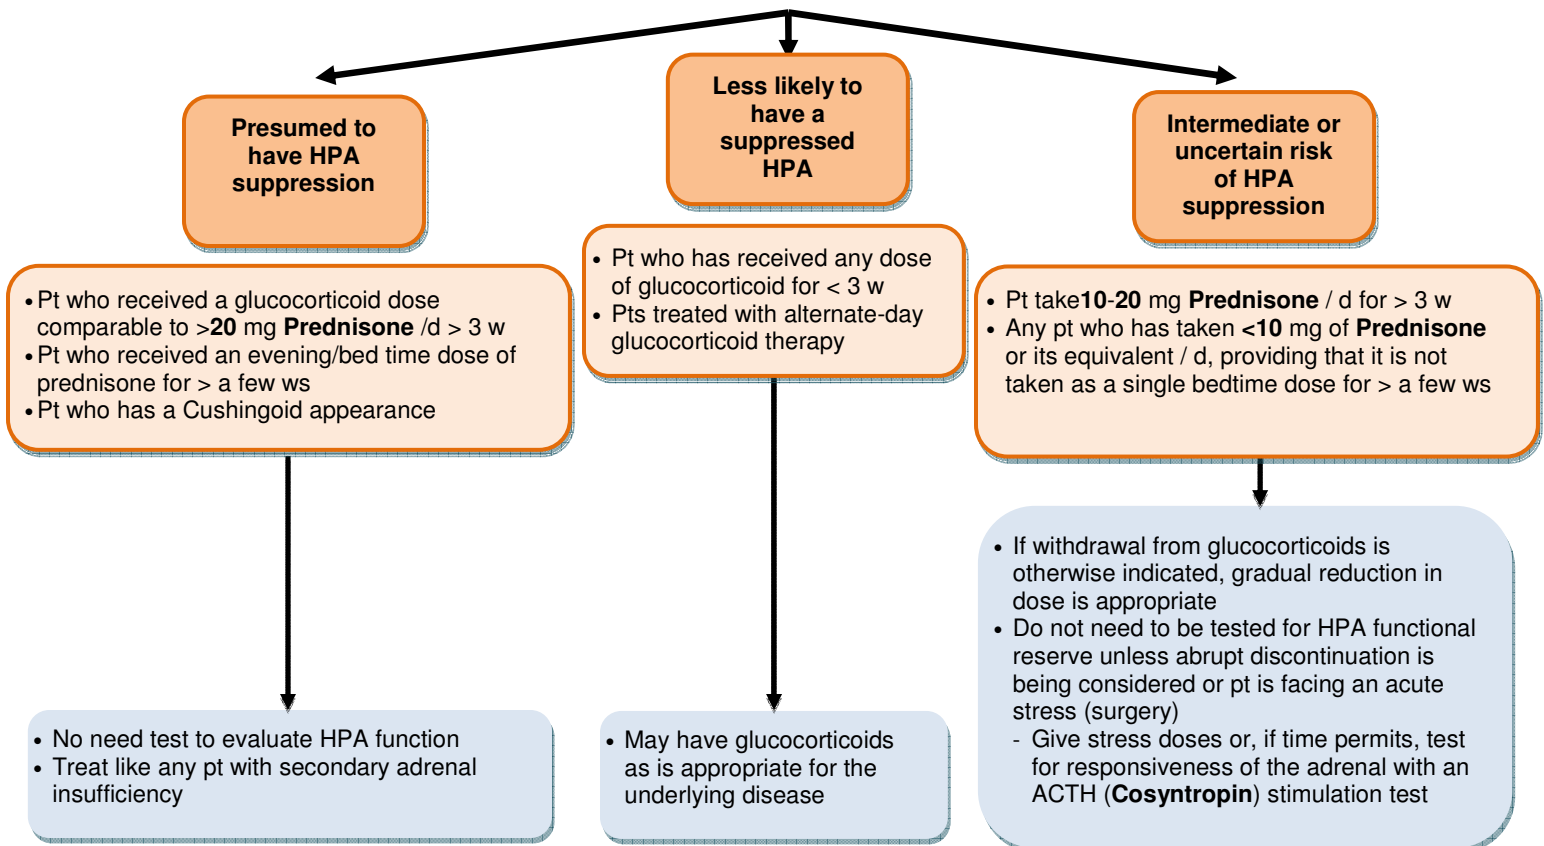 Presumed to
have HPA
suppression
• Pt who received a glucocorticoid dose
comparable to >20 mg Prednisone /d > 3 w
• Pt who received an evening/bed time dose of
prednisone for > a few ws
• Pt who has a Cushingoid appearance
• No need test to evaluate HPA function
• Treat like any pt with secondary adrenal
insufficiency
Less likely to
have a
suppressed
HPA
• Pt who has received any dose
of glucocorticoid for < 3 w
• Pts treated with alternate-day
glucocorticoid therapy
• May have glucocorticoids
as is appropriate for the
underlying disease
Intermediate or
uncertain risk
of HPA
suppression
• Pt take10-20 mg Prednisone / d for > 3 w
• Any pt who has taken <10 mg of Prednisone
or its equivalent / d, providing that it is not
taken as a single bedtime dose for > a few ws
• If withdrawal from glucocorticoids is
otherwise indicated, gradual reduction in
dose is appropriate
• Do not need to be tested for HPA functional
reserve unless abrupt discontinuation is
being considered or pt is facing an acute
stress (surgery)
- Give stress doses or, if time permits, test
for responsiveness of the adrenal with an
ACTH (Cosyntropin) stimulation test